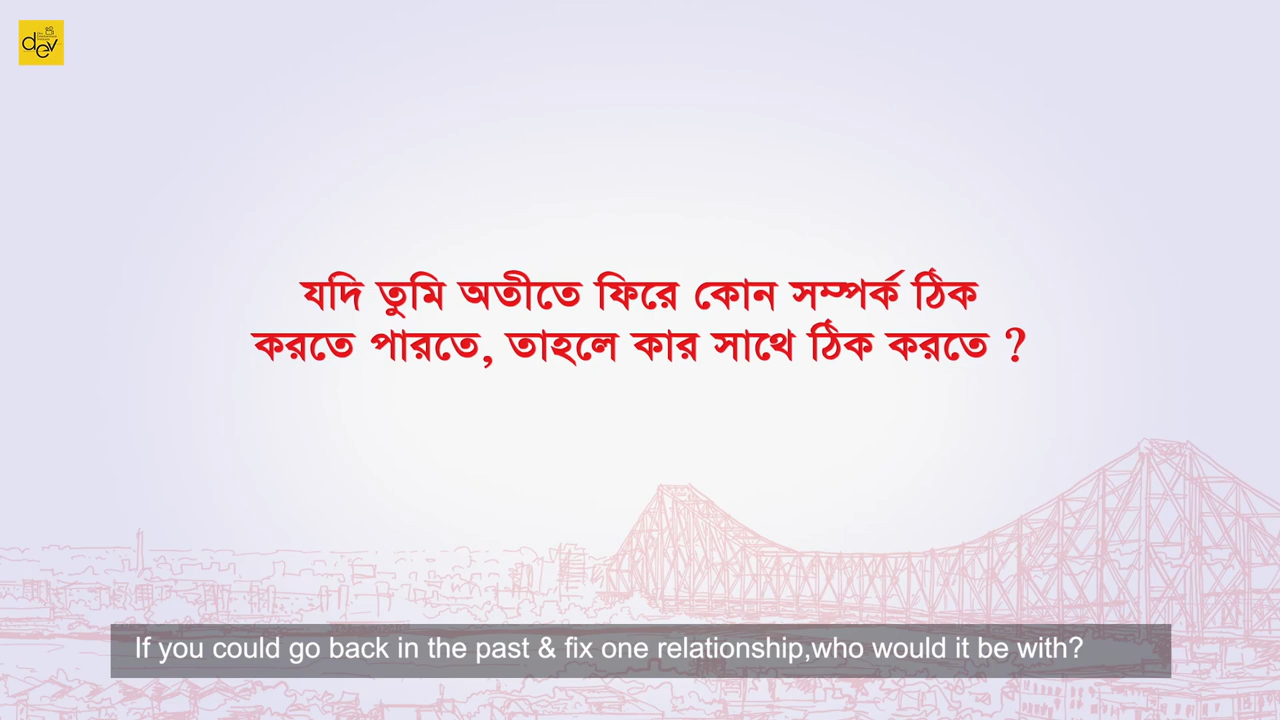 dev
যদি তুমি অতীতে ফিরে কোন সম্পর্ক ঠিক
করতে পারতে, তাহলে কার সাথে ঠিক করতে ?
If you could go back in the past & fix one relationship,who would it be with?